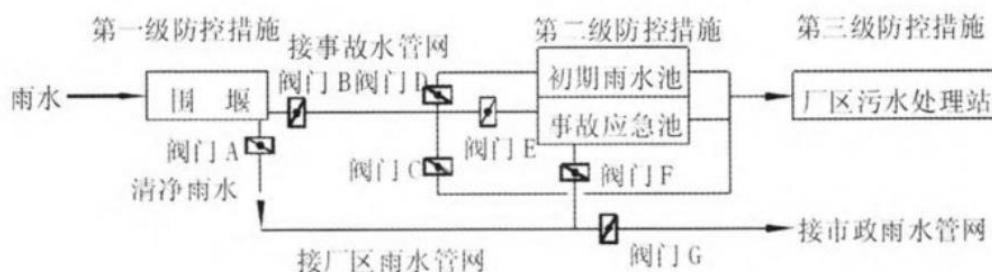 第一级防控措施
接事故水管网
第二级防控措施
第三级防控措施
雨水
围堰
阀门B阀门D
初期雨水池
事故应急池
厂区污水处理站
阀门A
阀门E
阀门C
阀门F
清净雨水
接厂区雨水管网
阀门G
接市政雨水管网